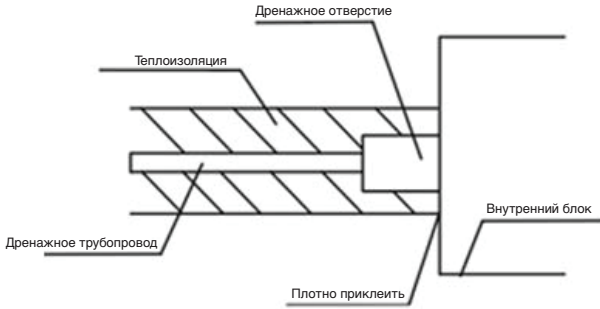 Дренажное отверстие
Теплоизоляция
Внутренний блок
Дренажное трубопровод
Плотно приклеить